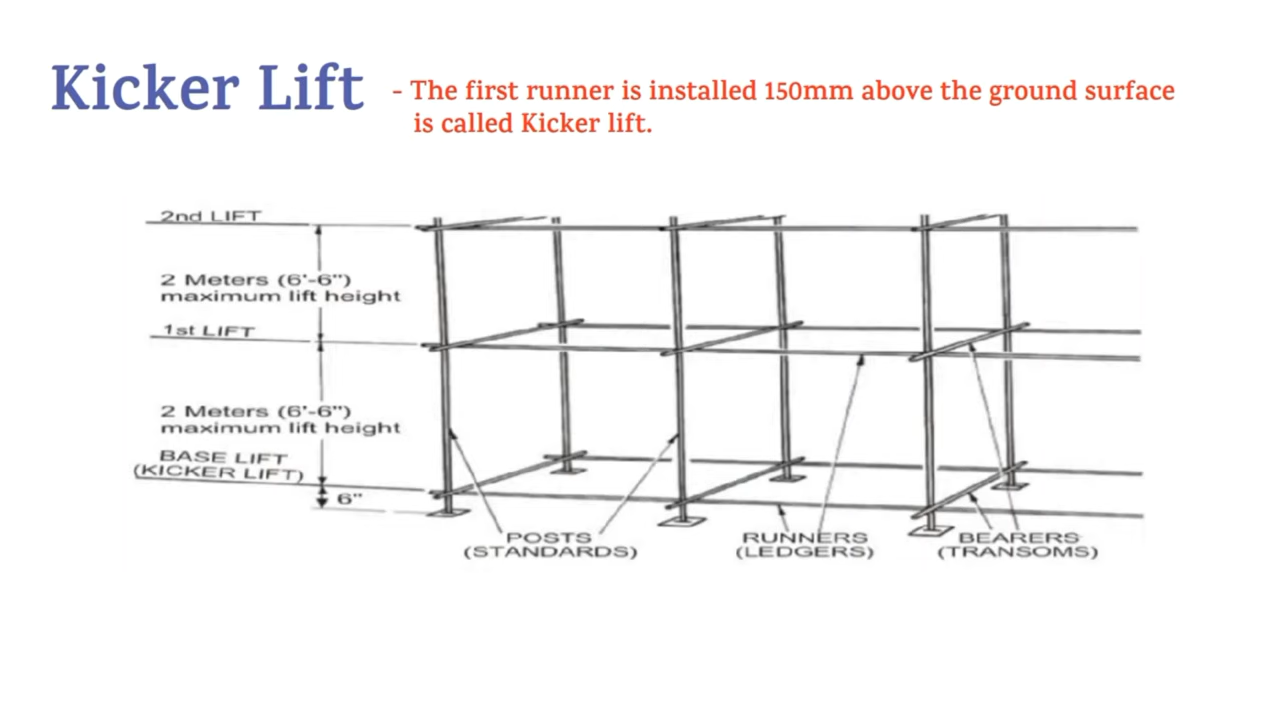 Kicker Lift
- The first runner is installed 150mm above the ground surface
is called Kicker lift.
2nd LIFT
2 Meters (6'-6")
maximum lift height
1st LIFT
2 Meters (6'-6")
maximum lift height
BASE LIFT
(KICKER LIFT)
6"
POSTS
(STANDARDS)
RUNNERS
(LEDGERS)
BEARERS
(TRANSOMS)